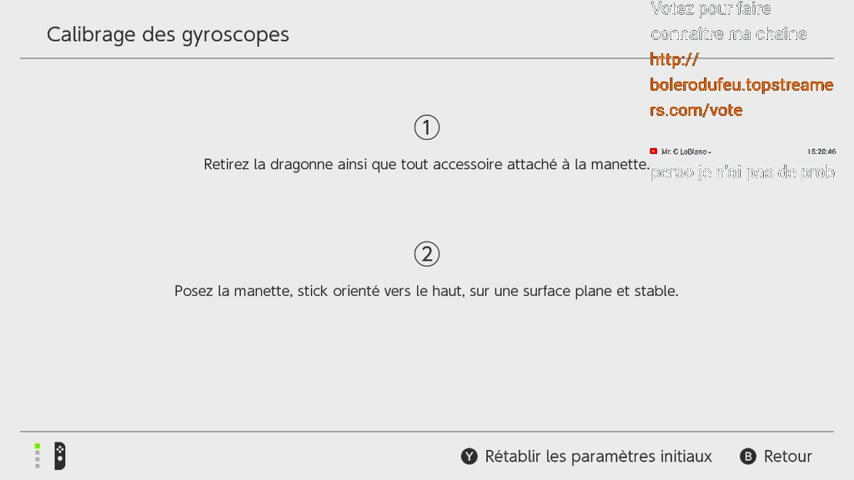 Calibrage des gyroscopes
Votez pour faire
connaître ma chaîne
http://
bolerodufeu.topstreame
rs.com/vote
1
Retirez la dragonne ainsi que tout accessoire attaché à la manette.
Mr. C LeBlanc -
15:20:46
perso je n'ai pas de prob
2
Posez la manette, stick orienté vers le haut, sur une surface plane et stable.
Y Rétablir les paramètres initiaux
B Retour